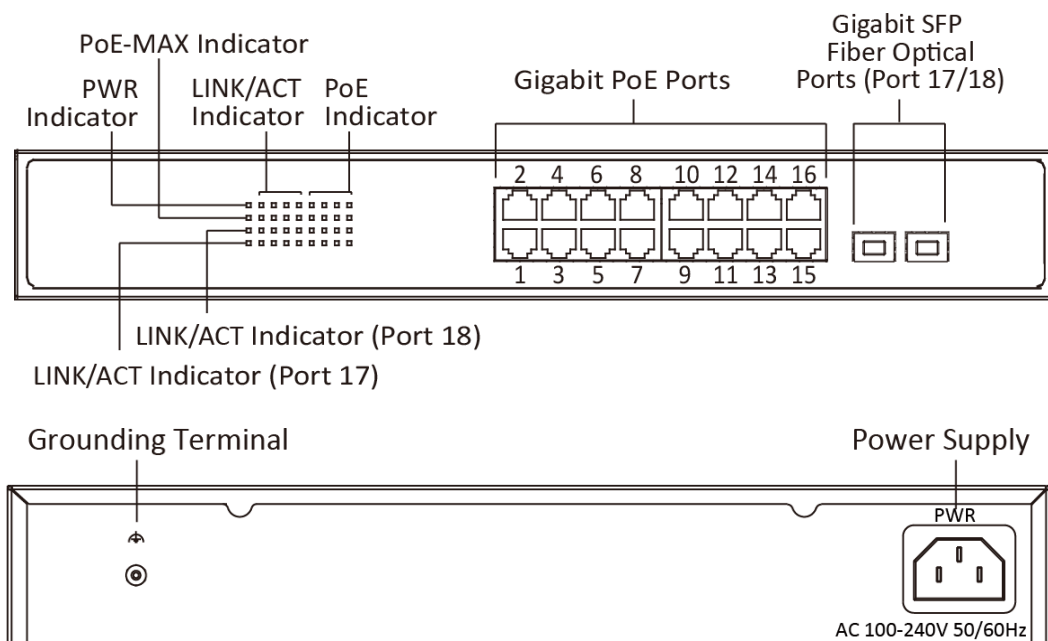 PoE-MAX Indicator
PWR
Indicator
LINK/ACT
Indicator
PoE
Indicator
Gigabit PoE Ports
Gigabit SFP
Fiber Optical
Ports (Port 17/18)
2 4 6 8 10 12 14 16
1 3 5 7 9 11 13 15
LINK/ACT Indicator (Port 18)
LINK/ACT Indicator (Port 17)
Grounding Terminal
Power Supply
PWR
AC 100-240V 50/60Hz